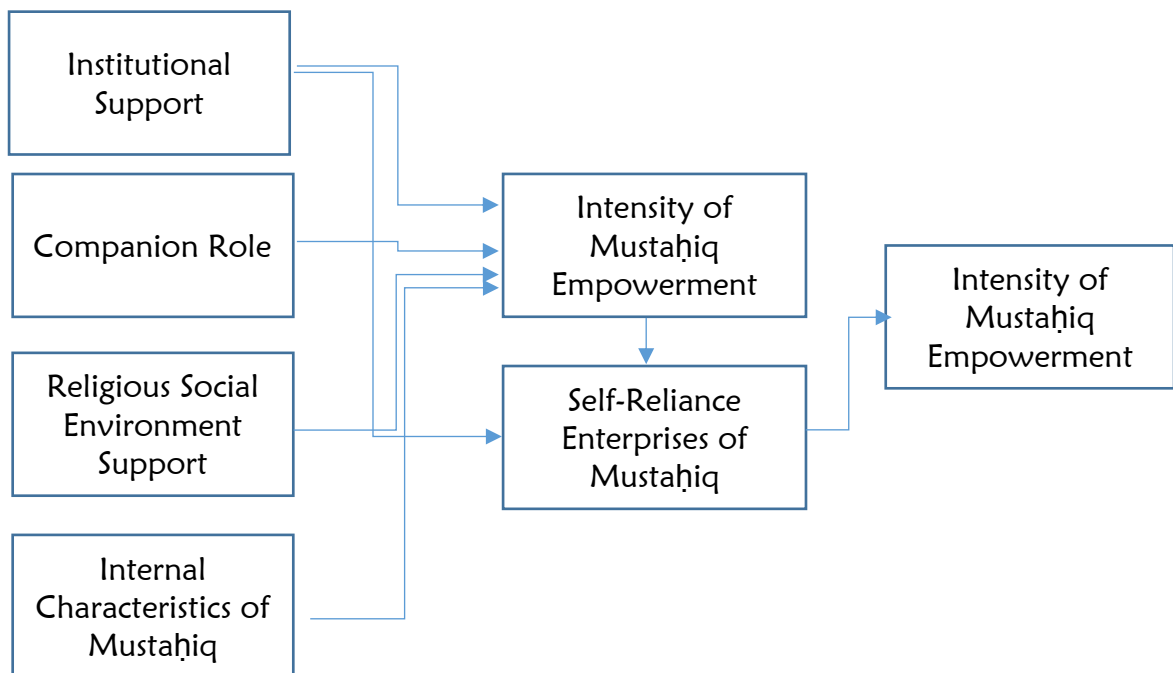 Institutional
Support
Companion Role
Religious Social
Environment
Support
Internal
Characteristics of
Mustaḥiq
Intensity of
Mustaḥiq
Empowerment
Self-Reliance
Enterprises of
Mustaḥiq
Intensity of
Mustaḥiq
Empowerment